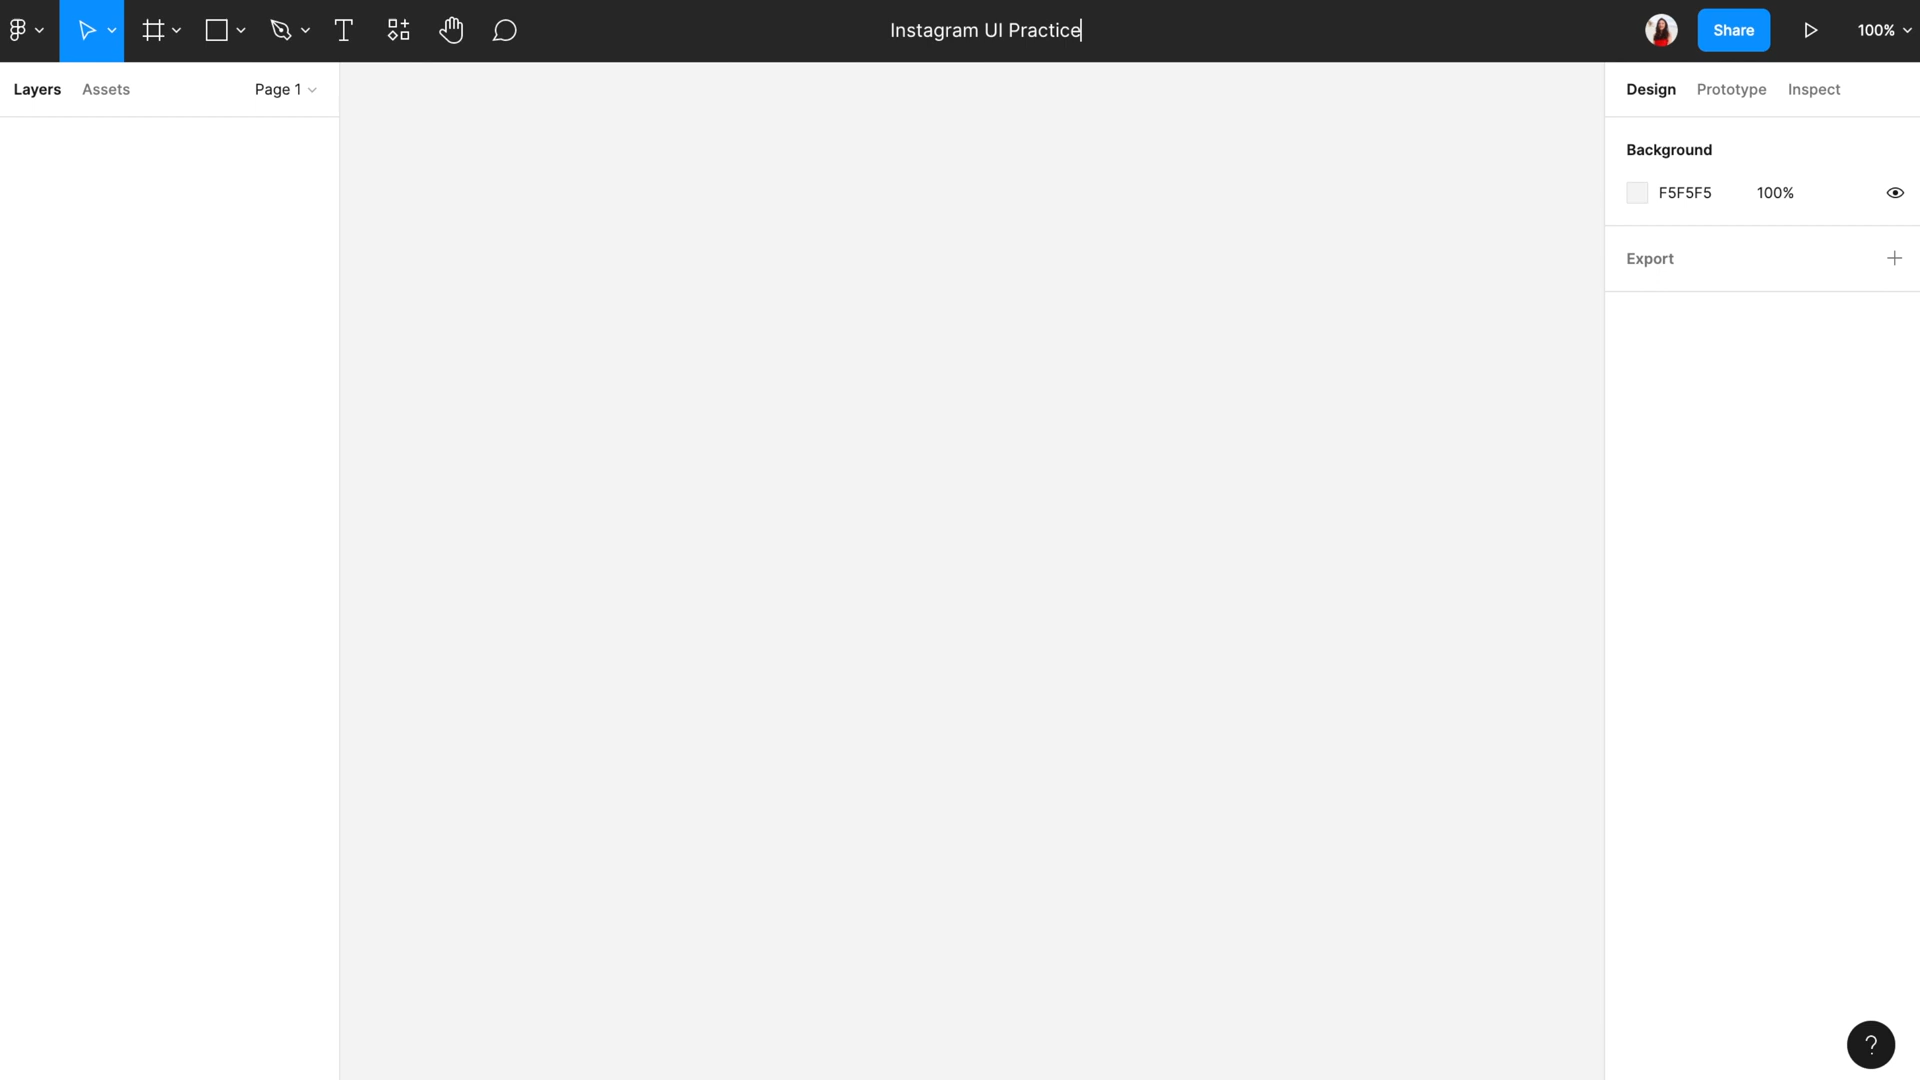 Instagram UI Practice
Share
100%
Layers
Assets
Page 1
Design
Prototype
Inspect
Background
F5F5F5
100%
Export
?